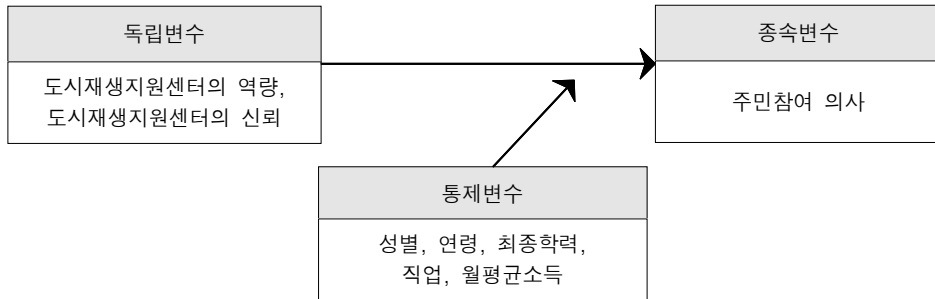 독립변수
도시재생지원센터의 역량,
도시재생지원센터의 신뢰
종속변수
주민참여 의사
통제변수
성별, 연령, 최종학력,
직업, 월평균소득